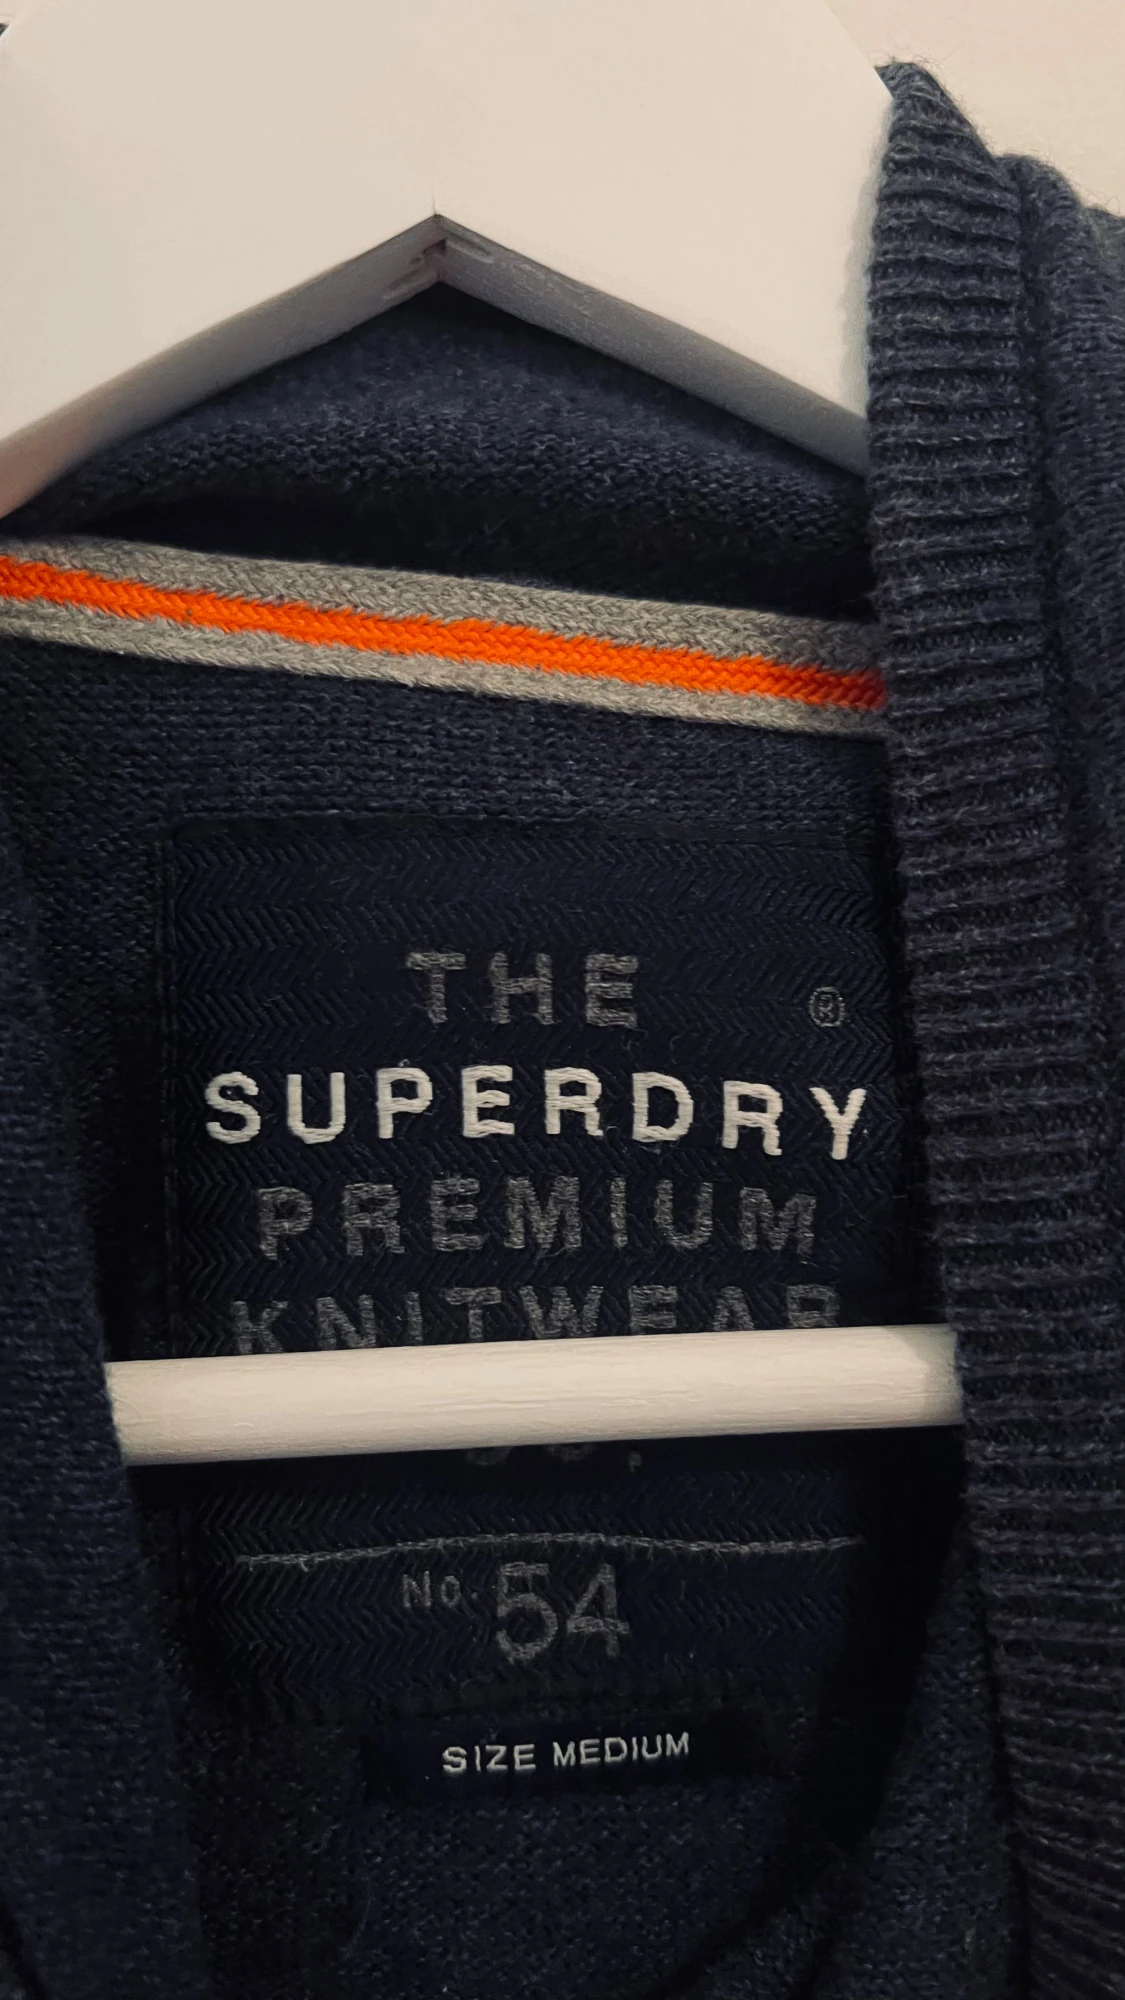 THE
®
SUPERDRY
PREMIUM
KNITWEAR
No. 54
SIZE MEDIUM